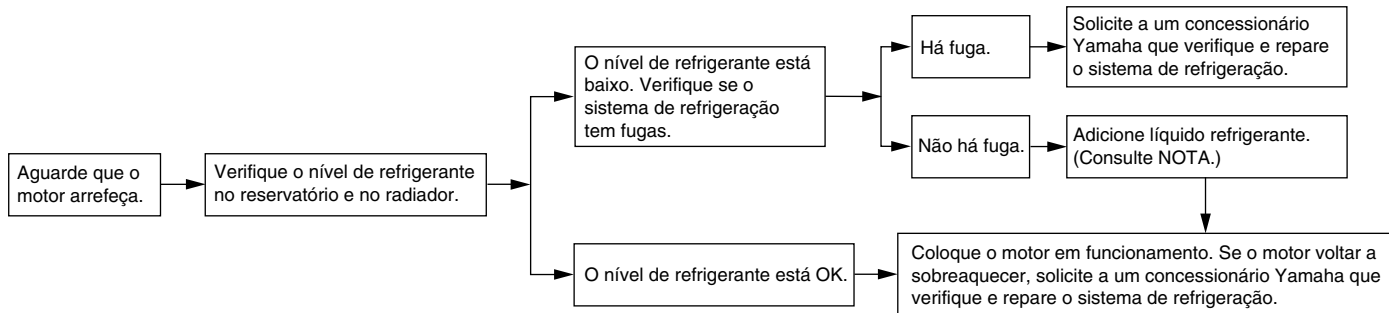 Aguarde que o
motor arrefeça.
Verifique o nível de refrigerante
no reservatório e no radiador.
O nível de refrigerante está
baixo. Verifique se o
sistema de refrigeração
tem fugas.
Há fuga.
Solicite a um concessionário
Yamaha que verifique e repare
o sistema de refrigeração.
Não há fuga.
Adicione líquido refrigerante.
(Consulte NOTA.)
O nível de refrigerante está OK.
Coloque o motor em funcionamento. Se o motor voltar a
sobreaquecer, solicite a um concessionário Yamaha que
verifique e repare o sistema de refrigeração.